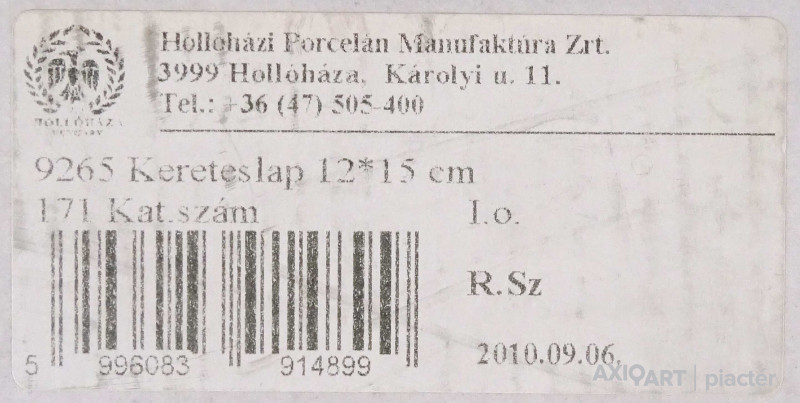 Hollóházi Porcelán Manufaktúra Zrt.
3999 Hollóháza, Károlyi u. 11.
Tel.: +36 (47) 505-400
HOLLÓHÁZA
HUNGARY
9265 Kereteslap 12*15 cm
171 Kat.szám
I.o.
R.Sz
2010.09.06.
5 996083 914899
AXIOART | piactér